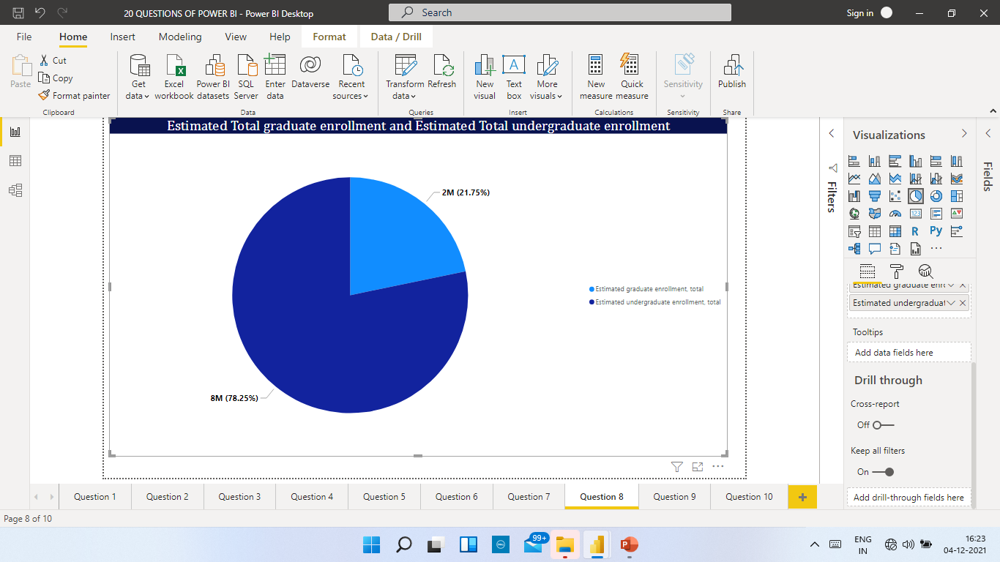 20 QUESTIONS OF POWER BI - Power BI Desktop
Search
Sign in
File Home Insert Modeling View Help Format Data / Drill
Paste
Cut
Copy
Format painter
Clipboard
Get data
Excel workbook
Power BI datasets
SQL Server
Enter data
Dataverse
Recent sources
Data
Transform data
Refresh
Queries
New visual
Text box
More visuals
Insert
New measure
Quick measure
Calculations
Sensitivity
Sensitivity
Publish
Share
Estimated Total graduate enrollment and Estimated Total undergraduate enrollment
2M (21.75%)
8M (78.25%)
Estimated graduate enrollment, total
Estimated undergraduate enrollment, total
Filters
Visualizations
Fields
123
R
Py
Estimated graduate enr
Estimated undergraduat
Tooltips
Add data fields here
Drill through
Cross-report
Off
Keep all filters
On
Add drill-through fields here
Question 1 Question 2 Question 3 Question 4 Question 5 Question 6 Question 7 Question 8 Question 9 Question 10 +
Page 8 of 10
DELL
99+
P
ENG
IN
16:23
04-12-2021